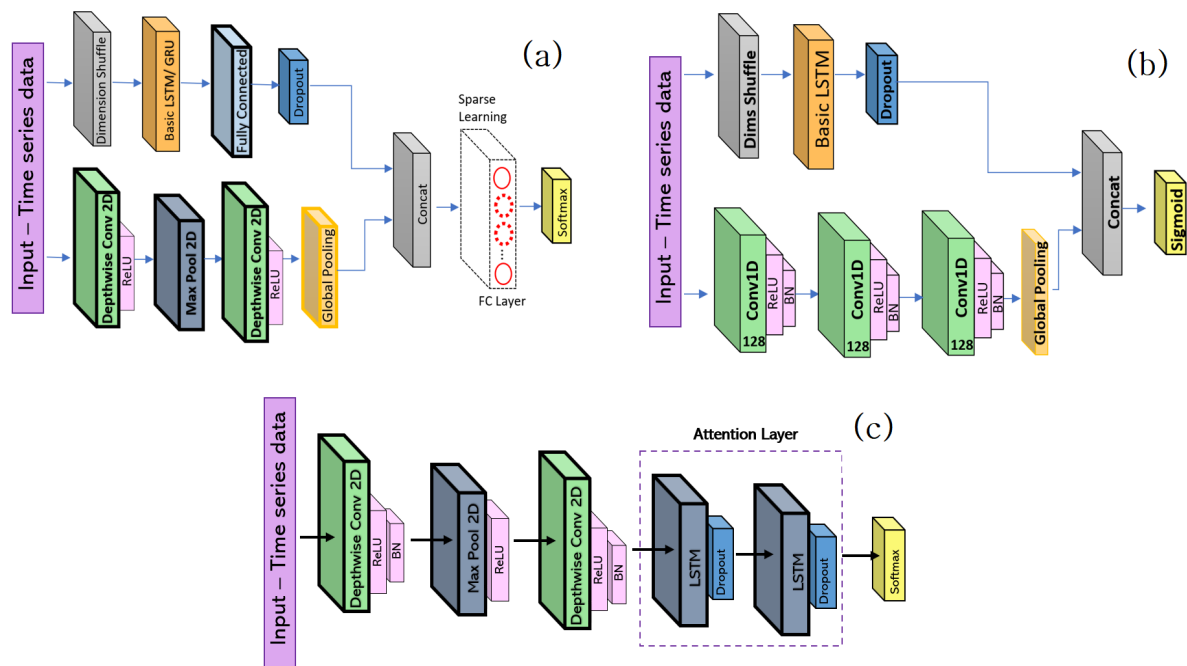 (a)
Input – Time series data
Dimension Shuffle
Basic LSTM/ GRU
Fully Connected
Dropout
Depthwise Conv 2D
ReLU
Max Pool 2D
Depthwise Conv 2D
ReLU
Global Pooling
Concat
Sparse
Learning
FC Layer
Softmax
(b)
Input – Time series data
Dims Shuffle
Basic LSTM
Dropout
Conv1D
128
ReLU
BN
Conv1D
128
ReLU
BN
Conv1D
128
ReLU
BN
Global Pooling
Concat
Sigmoid
(c)
Input – Time series data
Depthwise Conv 2D
ReLU
BN
Max Pool 2D
ReLU
Depthwise Conv 2D
ReLU
BN
Attention Layer
LSTM
Dropout
LSTM
Dropout
Softmax